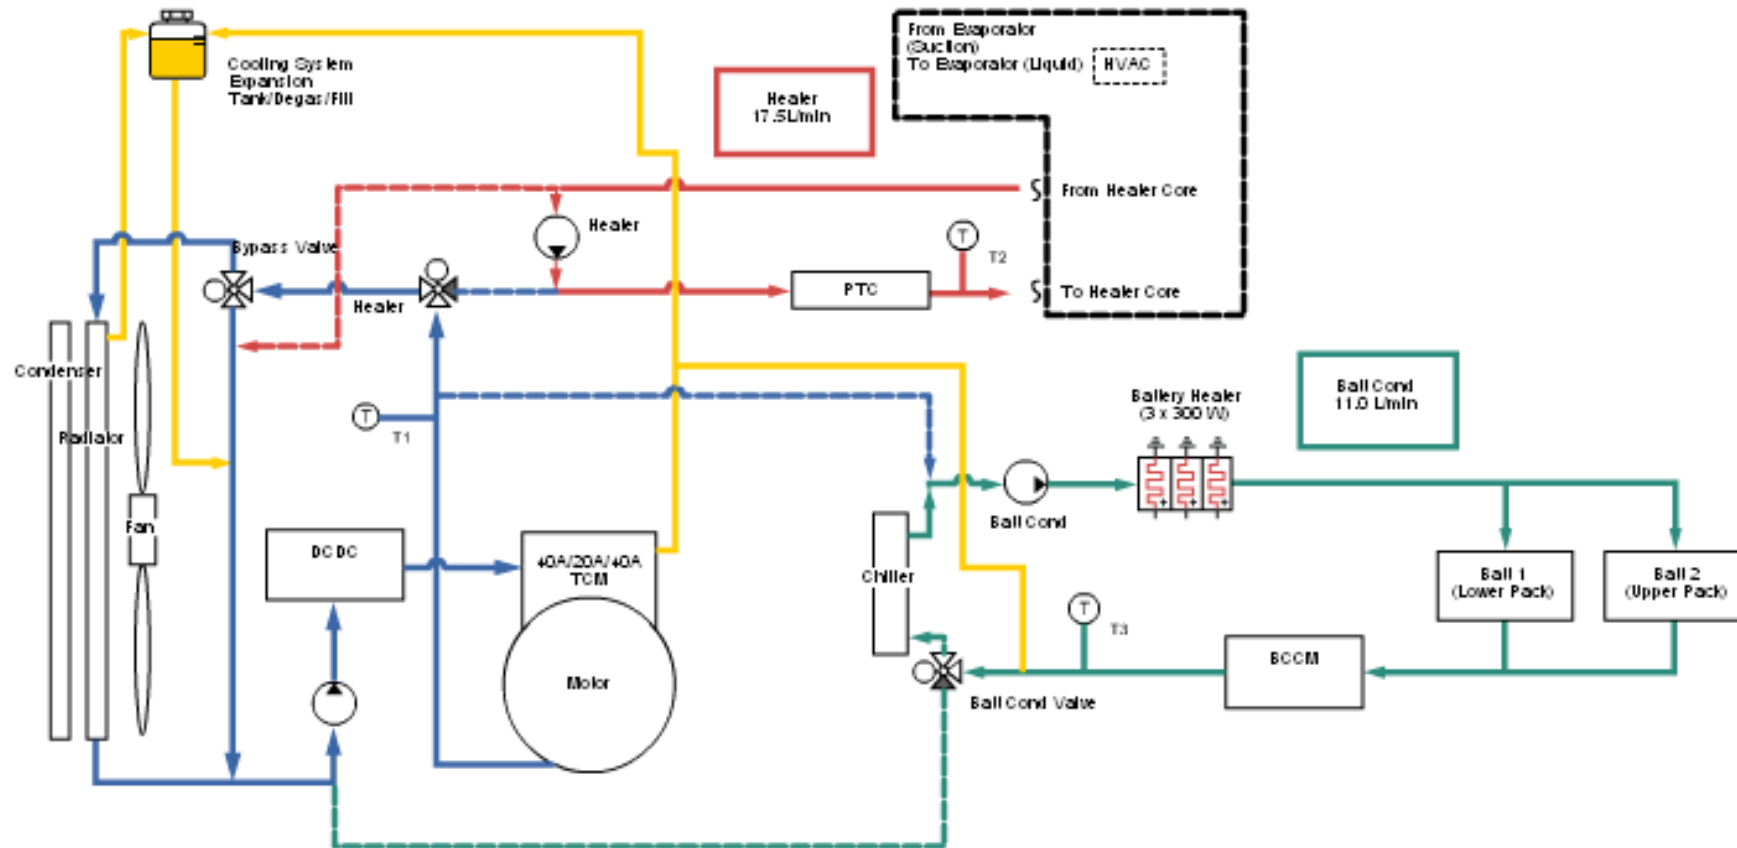 Cooling System
Expansion
Tank/Degas/Fill
Heater
17.5L/min
From Evaporator
(Suction)
To Evaporator (Liquid)
HVAC
From Heater Core
Heater
Bypass Valve
T
T2
PTC
To Heater Core
Heater
Condenser
Radiator
Fan
T
T1
Battery Heater
(3 x 300 W)
Batt Cond
11.0 L/min
Batt Cond
DCDC
40A/20A/40A
TCM
Motor
Chiller
Batt 1
(Lower Pack)
Batt 2
(Upper Pack)
T
T3
BCCM
Batt Cond Valve